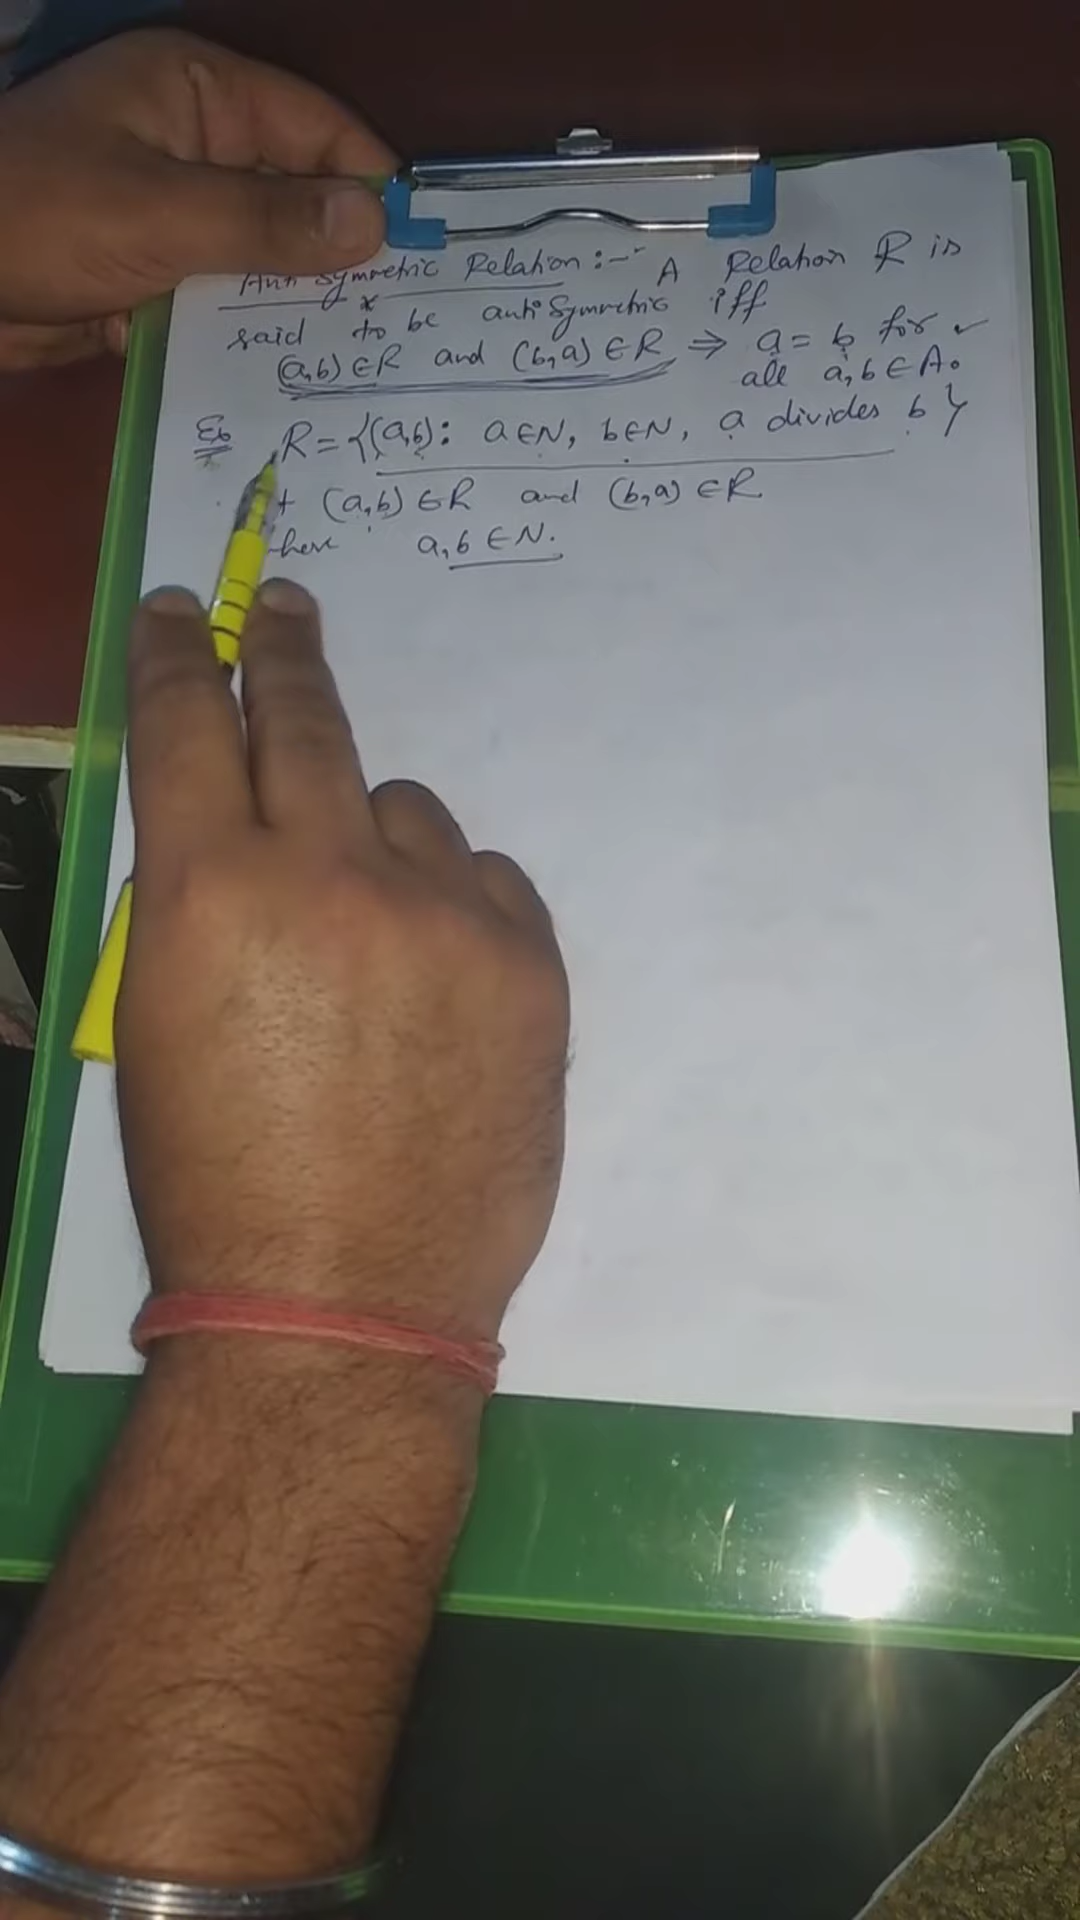 Anti Symmetric Relation :- A Relation R is
said to be anti Symmetric iff
(a,b) ∈ R and (b,a) ∈ R ⇒ a = b for
all a,b ∈ A.
Ex R = {(a,b): a ∈ N, b ∈ N, a divides b}
(a,b) ∈ R and (b,a) ∈ R
a,b ∈ N.